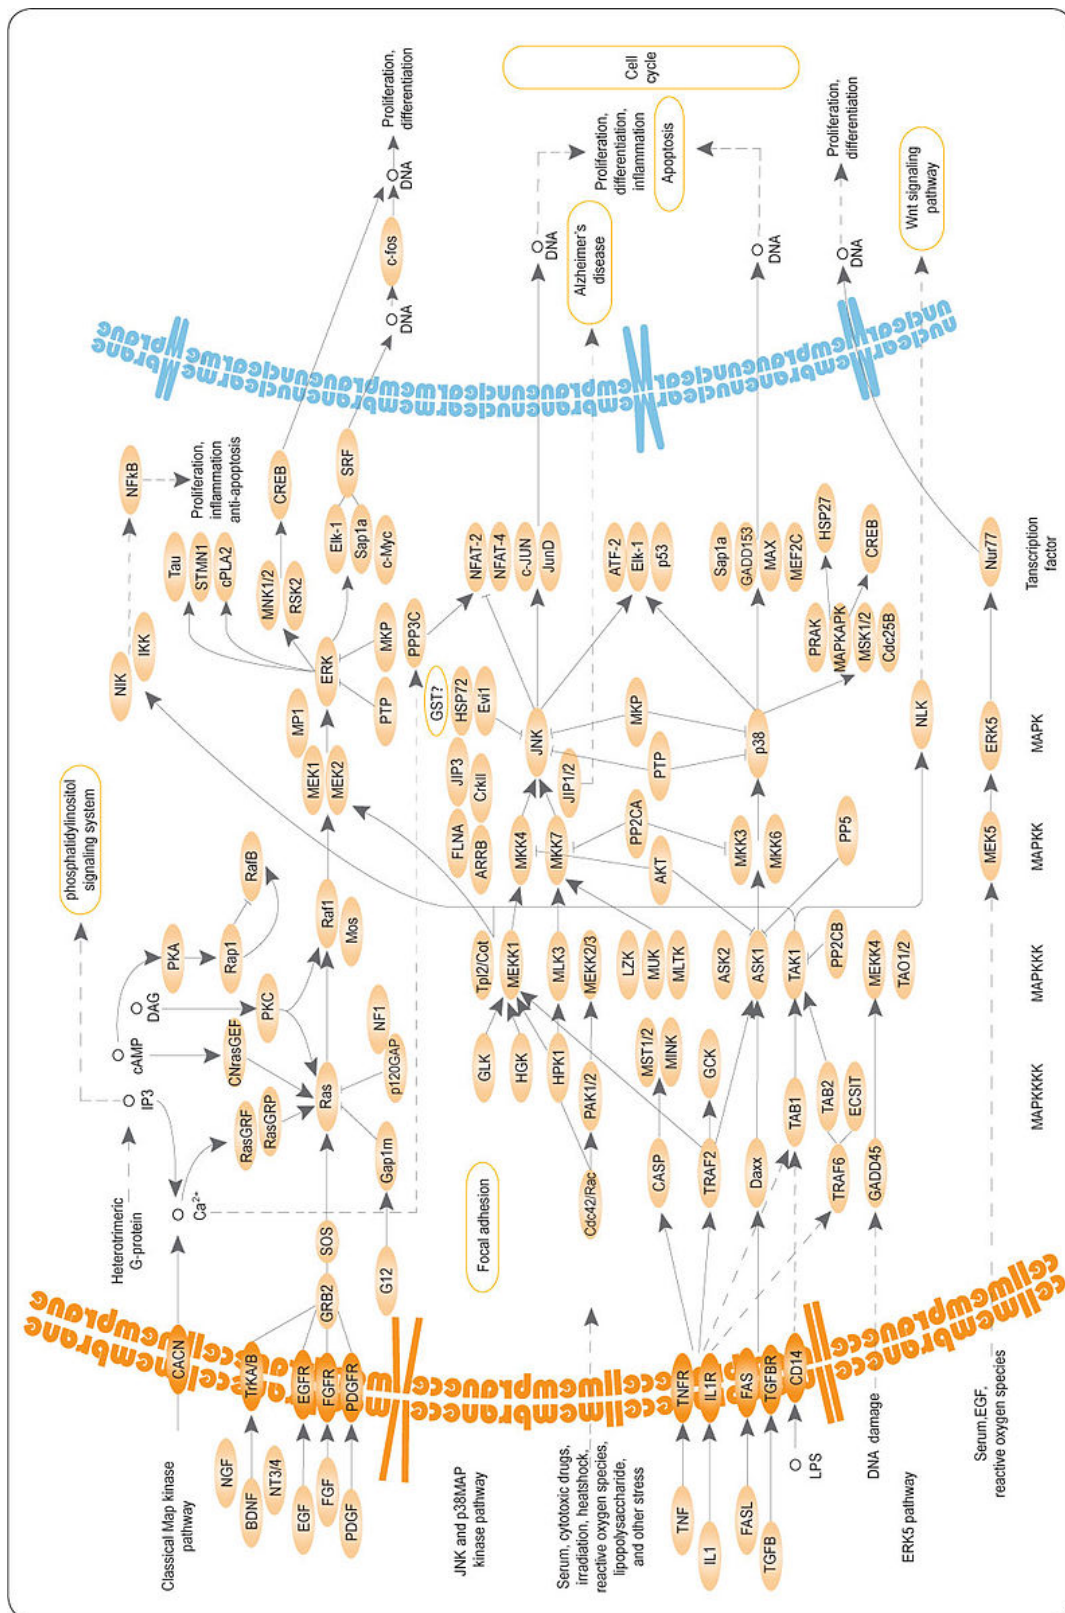 Classical Map kinase
pathway
Heterotrimeric
G-protein
IP3
cAMP
DAG
phosphatidylinositol
signaling system
PKA
Rap1
RafB
NIK
IKK
NFkB
Proliferation,
inflammation
anti-apoptosis
CACN
Ca2-
RasGRF
RasGRP
CNrasGEF
PKC
NGF
BDNF
NT3/4
TrKA/B
EGF
EGFR
FGF
FGFR
PDGF
PDGFR
GRB2
SOS
Ras
G12
Gap1m
p120GAP
NF1
Raf1
Mos
MEK1
MEK2
MP1
ERK
PTP
MKP
Tau
STMN1
cPLA2
MNK1/2
RSK2
CREB
Elk-1
Sap1a
c-Myc
SRF
DNA
c-fos
DNA
Proliferation,
differentiation
PPP3C
JNK and p38MAP
kinase pathway
Focal adhesion
Serum, cytotoxic drugs,
irradiation, heatshock,
reactive oxygen species,
lipopolysaccharide,
and other stress
Cdc42/Rac
GLK
HGK
HPK1
PAK1/2
Tpl2/Cot
MEKK1
MLK3
MEKK2/3
LZK
MUK
MLTK
FLNA
ARRB
JIP3
CrkII
GST?
HSP72
Evi1
MKK4
MKK7
JNK
JIP1/2
NFAT-2
NFAT-4
c-JUN
JunD
DNA
Proliferation,
differentiation,
inflammation
Alzheimer's
disease
Apoptosis
Cell
cycle
TNF
TNFR
IL1
IL1R
FASL
FAS
TGFB
TGFBR
LPS
CD14
CASP
MST1/2
MINK
TRAF2
GCK
Daxx
TAB1
TRAF6
TAB2
ECSIT
ASK2
ASK1
TAK1
PP2CB
AKT
PP2CA
PTP
MKP
MKK3
MKK6
PP5
p38
ATF-2
Elk-1
p53
Sap1a
GADD153
MAX
MEF2C
DNA
PRAK
MAPKAPK
MSK1/2
Cdc25B
HSP27
CREB
DNA damage
GADD45
MEKK4
TAO1/2
NLK
Wnt signaling
pathway
ERK5 pathway
Serum,EGF,
reactive oxygen species
MEK5
ERK5
Nur77
DNA
Proliferation,
differentiation
MAPKKKK
MAPKKK
MAPKK
MAPK
Tanscription
factor
cellmembranecellmembranecellmembrane
nuclearmembranenuclearmembranenuclearmembrane